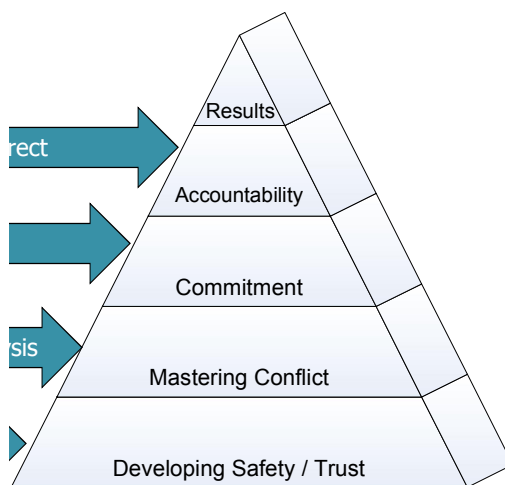 Results
rect
Accountability
Commitment
ysis
Mastering Conflict
Developing Safety / Trust